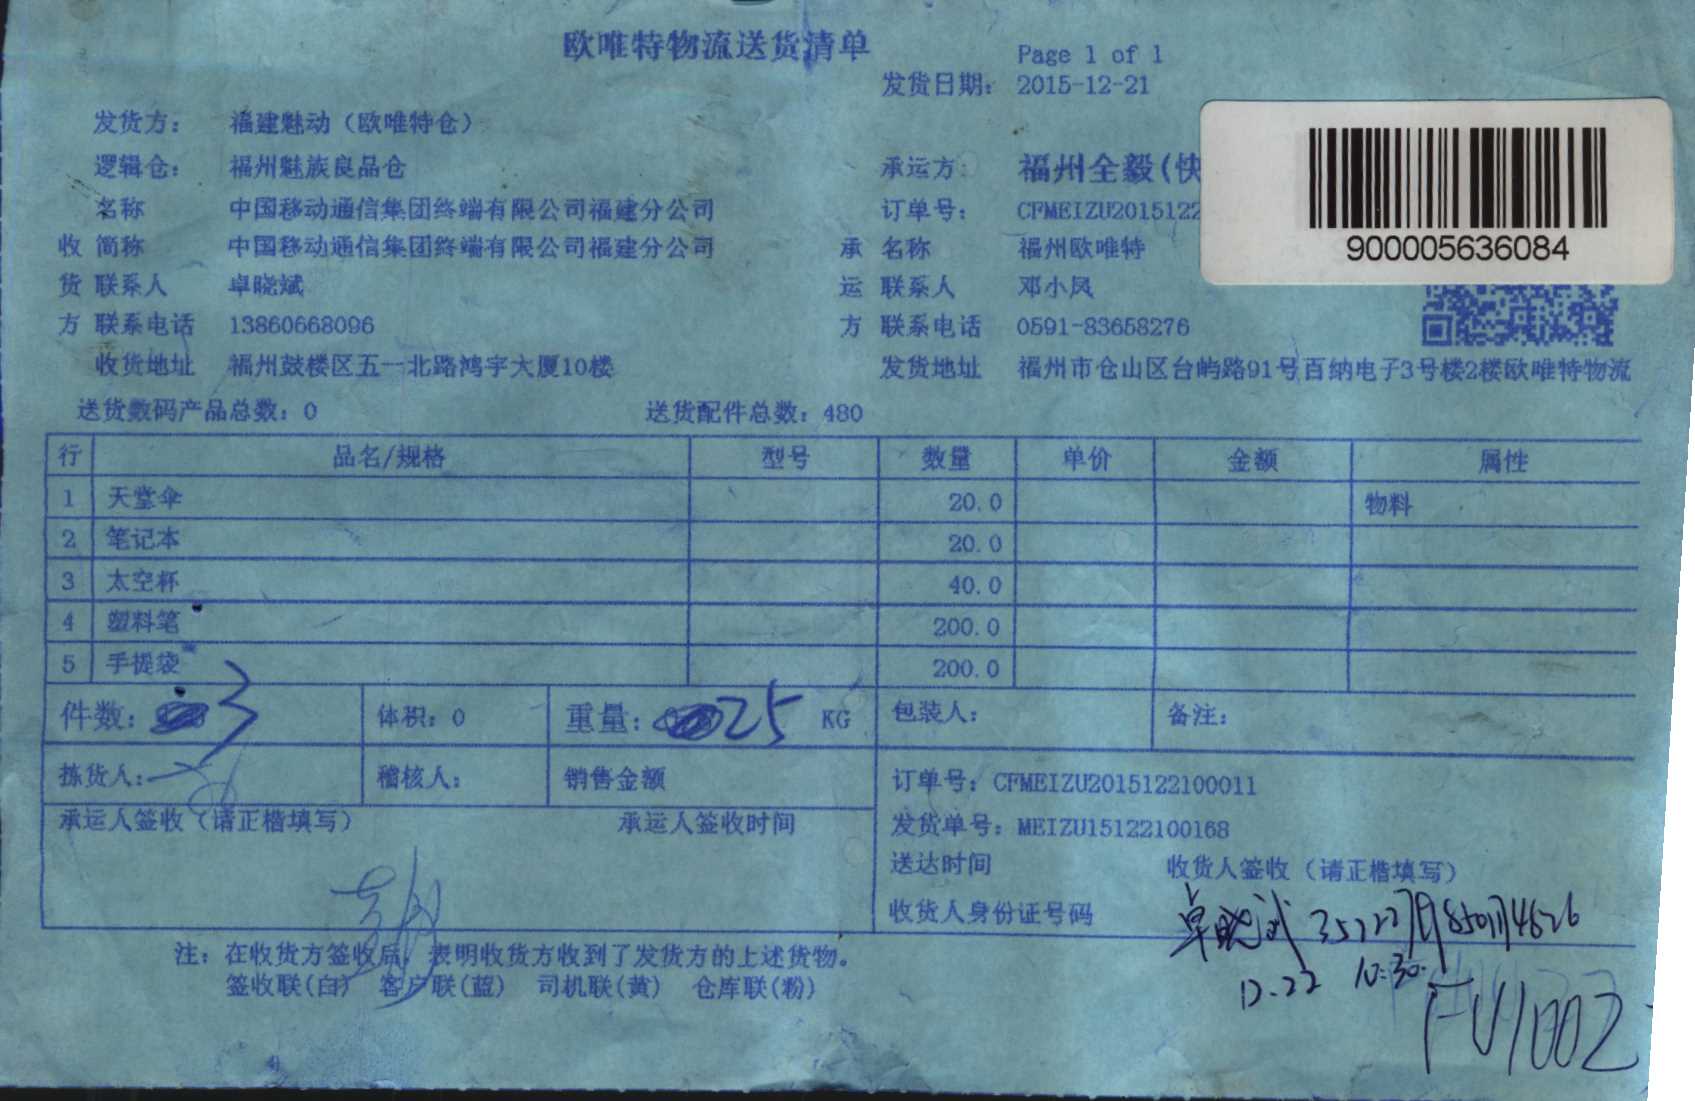 欧唯特物流送货清单
Page 1 of 1
发货日期： 2015-12-21
发货方： 福建魅动（欧唯特仓）
逻辑仓： 福州魅族良品仓 承运方： 福州全毅(快
名称 中国移动通信集团终端有限公司福建分公司 订单号： CFMEIZU2015122
900005636084
收 简称 中国移动通信集团终端有限公司福建分公司 承 名称 福州欧唯特
货 联系人 卓晓斌 运 联系人 邓小凤
方 联系电话 13860668096 方 联系电话 0591-83658276
收货地址 福州鼓楼区五一北路鸿宇大厦10楼 发货地址 福州市仓山区台屿路91号百纳电子3号楼2楼欧唯特物流
送货数码产品总数：0 送货配件总数：480
行 品名/规格 型号 数量 单价 金额 属性
1 天堂伞 20.0 物料
2 笔记本 20.0
3 太空杯 40.0
4 塑料笔 200.0
5 手提袋 200.0
件数： 3 体积：0 重量： 25 KG 包装人： 备注：
拣货人： 稽核人： 销售金额 订单号：CFMEIZU2015122100011
承运人签收（请正楷填写） 承运人签收时间 发货单号：MEIZU15122100168
送达时间 收货人签收（请正楷填写）
收货人身份证号码 卓晓斌
12.22 10:30
注：在收货方签收后，表明收货方收到了发货方的上述货物。
签收联(白) 客户联(蓝) 司机联(黄) 仓库联(粉)